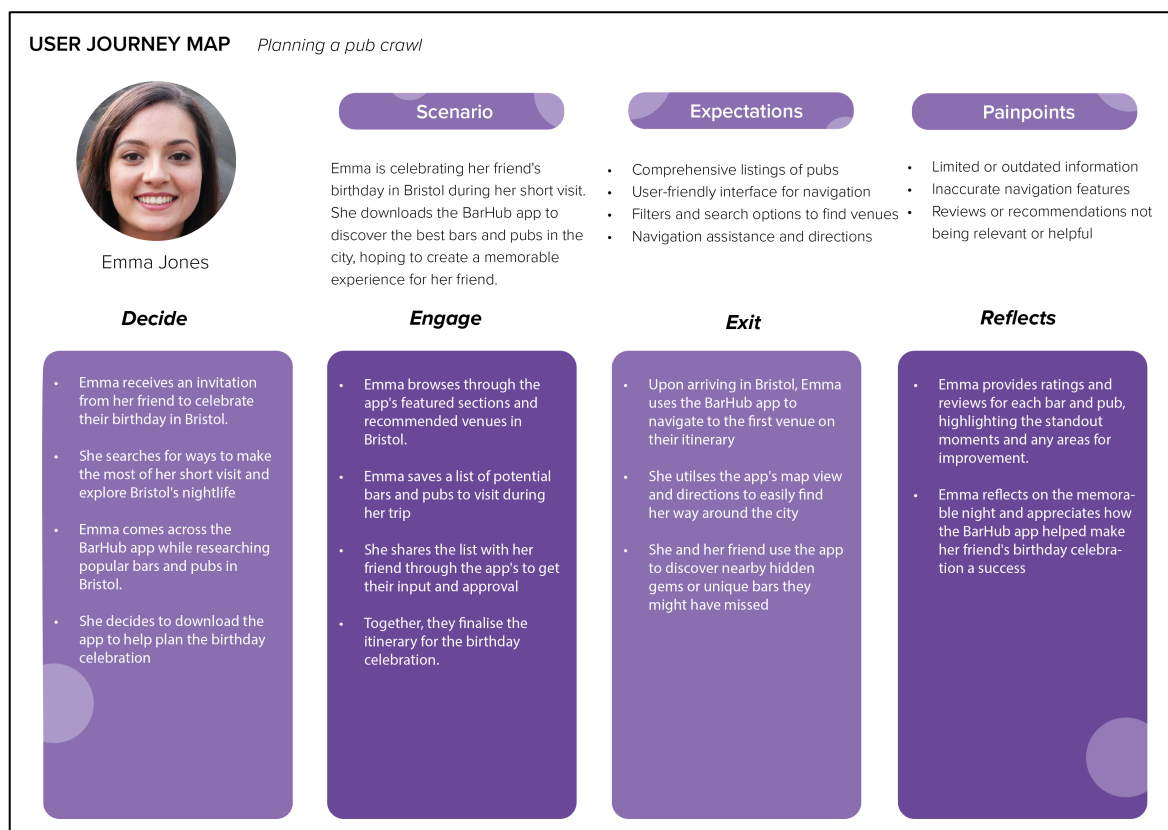 USER JOURNEY MAP Planning a pub crawl
Emma Jones
Scenario
Emma is celebrating her friend's
birthday in Bristol during her short visit.
She downloads the BarHub app to
discover the best bars and pubs in the
city, hoping to create a memorable
experience for her friend.
Expectations
• Comprehensive listings of pubs
• User-friendly interface for navigation
• Filters and search options to find venues
• Navigation assistance and directions
Painpoints
• Limited or outdated information
• Inaccurate navigation features
• Reviews or recommendations not
being relevant or helpful
Decide
• Emma receives an invitation
from her friend to celebrate
their birthday in Bristol.
• She searches for ways to make
the most of her short visit and
explore Bristol's nightlife
• Emma comes across the
BarHub app while researching
popular bars and pubs in
Bristol.
• She decides to download the
app to help plan the birthday
celebration
Engage
• Emma browses through the
app's featured sections and
recommended venues in
Bristol.
• Emma saves a list of potential
bars and pubs to visit during
her trip
• She shares the list with her
friend through the app's to get
their input and approval
• Together, they finalise the
itinerary for the birthday
celebration.
Exit
• Upon arriving in Bristol, Emma
uses the BarHub app to
navigate to the first venue on
their itinerary
• She utilises the app's map view
and directions to easily find
her way around the city
• She and her friend use the app
to discover nearby hidden
gems or unique bars they
might have missed
Reflects
• Emma provides ratings and
reviews for each bar and pub,
highlighting the standout
moments and any areas for
improvement.
• Emma reflects on the memora-
ble night and appreciates how
the BarHub app helped make
her friend's birthday celebra-
tion a success